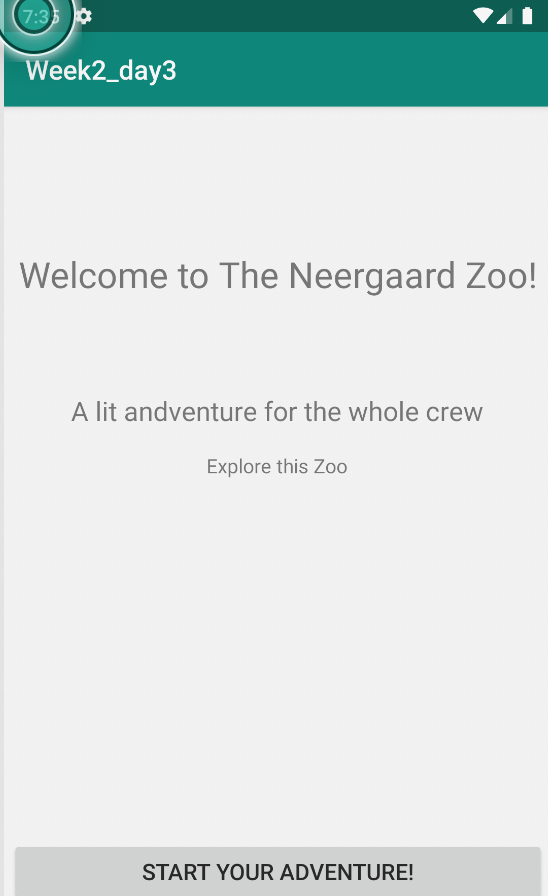 7:35
Week2_day3
Welcome to The Neergaard Zoo!
A lit andventure for the whole crew
Explore this Zoo
START YOUR ADVENTURE!